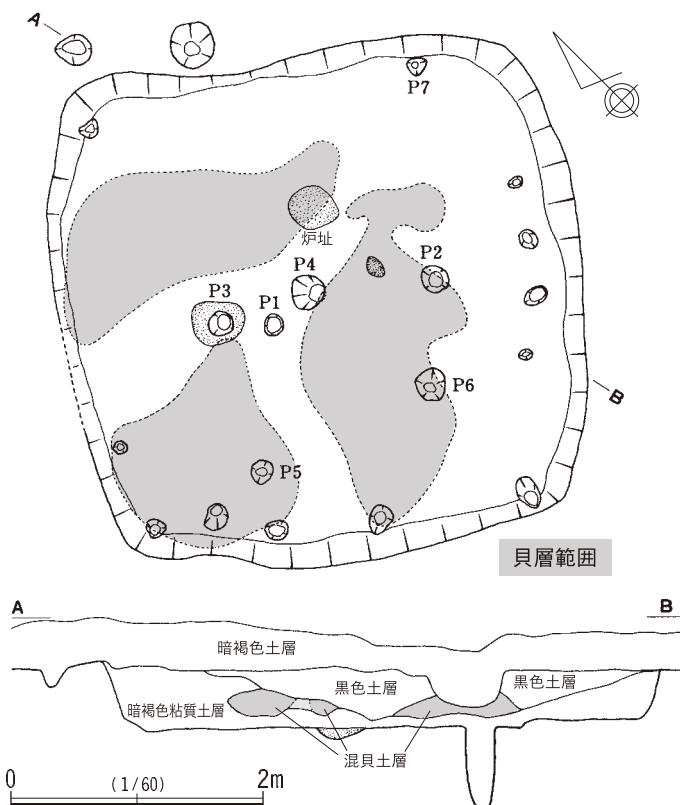 A
P7
炉址
P2
P4
P3
P1
P6
P5
B
貝層範囲
A
B
暗褐色土層
黒色土層
黒色土層
暗褐色粘質土層
混貝土層
0
(1/60)
2m